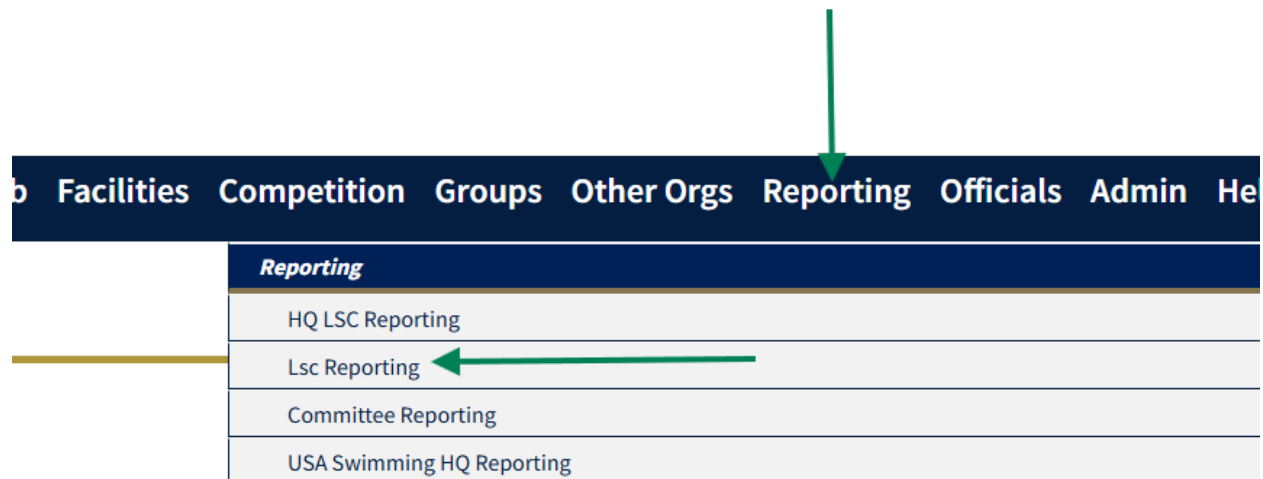 b Facilities Competition Groups Other Orgs Reporting Officials Admin Hel
Reporting
HQ LSC Reporting
Lsc Reporting
Committee Reporting
USA Swimming HQ Reporting